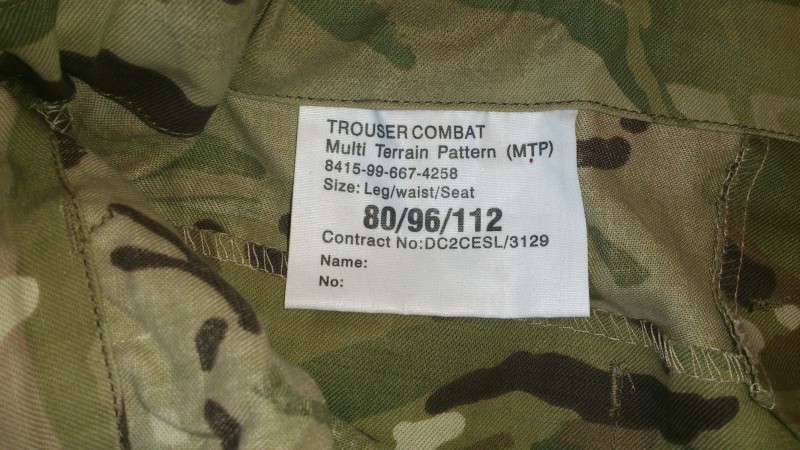 TROUSER COMBAT
Multi Terrain Pattern (MTP)
8415-99-667-4258
Size: Leg/waist/Seat
80/96/112
Contract No:DC2CESL/3129
Name:
No: